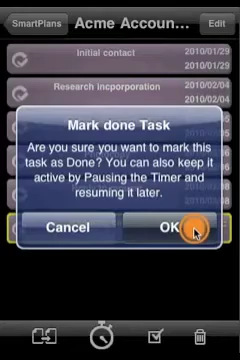 SmartPlans
Acme Accoun...
Edit
Initial contact
2010/01/29
2010/01/29
Research incporporation
2010/02/04
2010/02/04
Mark done Task
Are you sure you want to mark this
task as Done? You can also keep it
active by Pausing the Timer and
resuming it later.
Cancel
OK